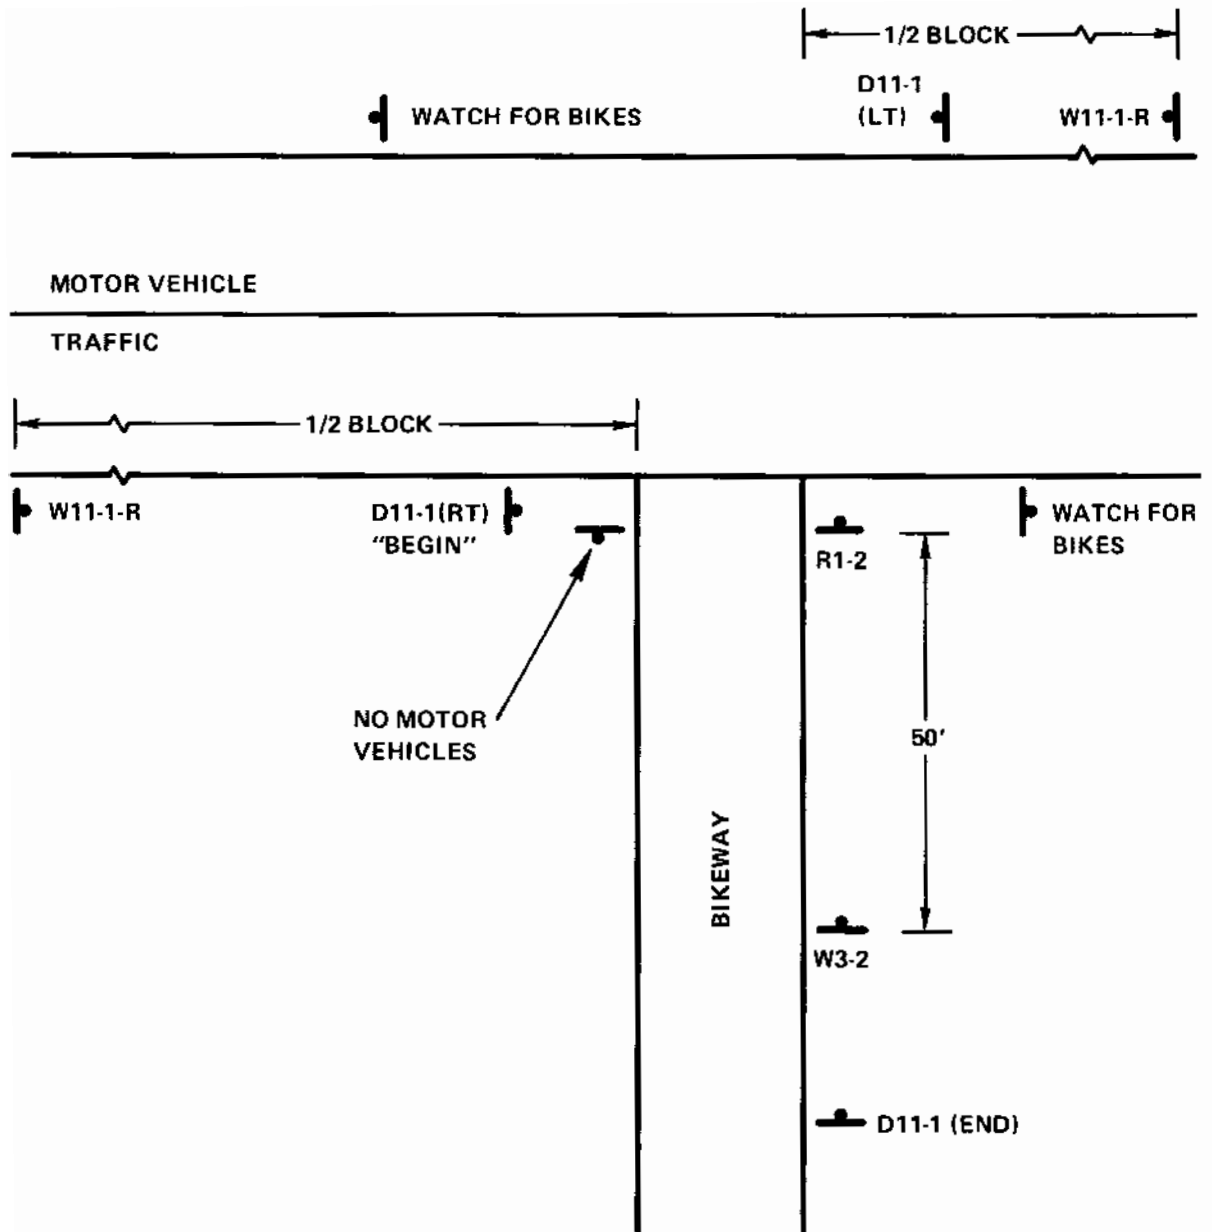 1/2 BLOCK
D11-1
(LT)
WATCH FOR BIKES
W11-1-R
MOTOR VEHICLE
TRAFFIC
1/2 BLOCK
W11-1-R
D11-1(RT)
"BEGIN"
WATCH FOR
BIKES
R1-2
NO MOTOR
VEHICLES
50'
BIKEWAY
W3-2
D11-1 (END)